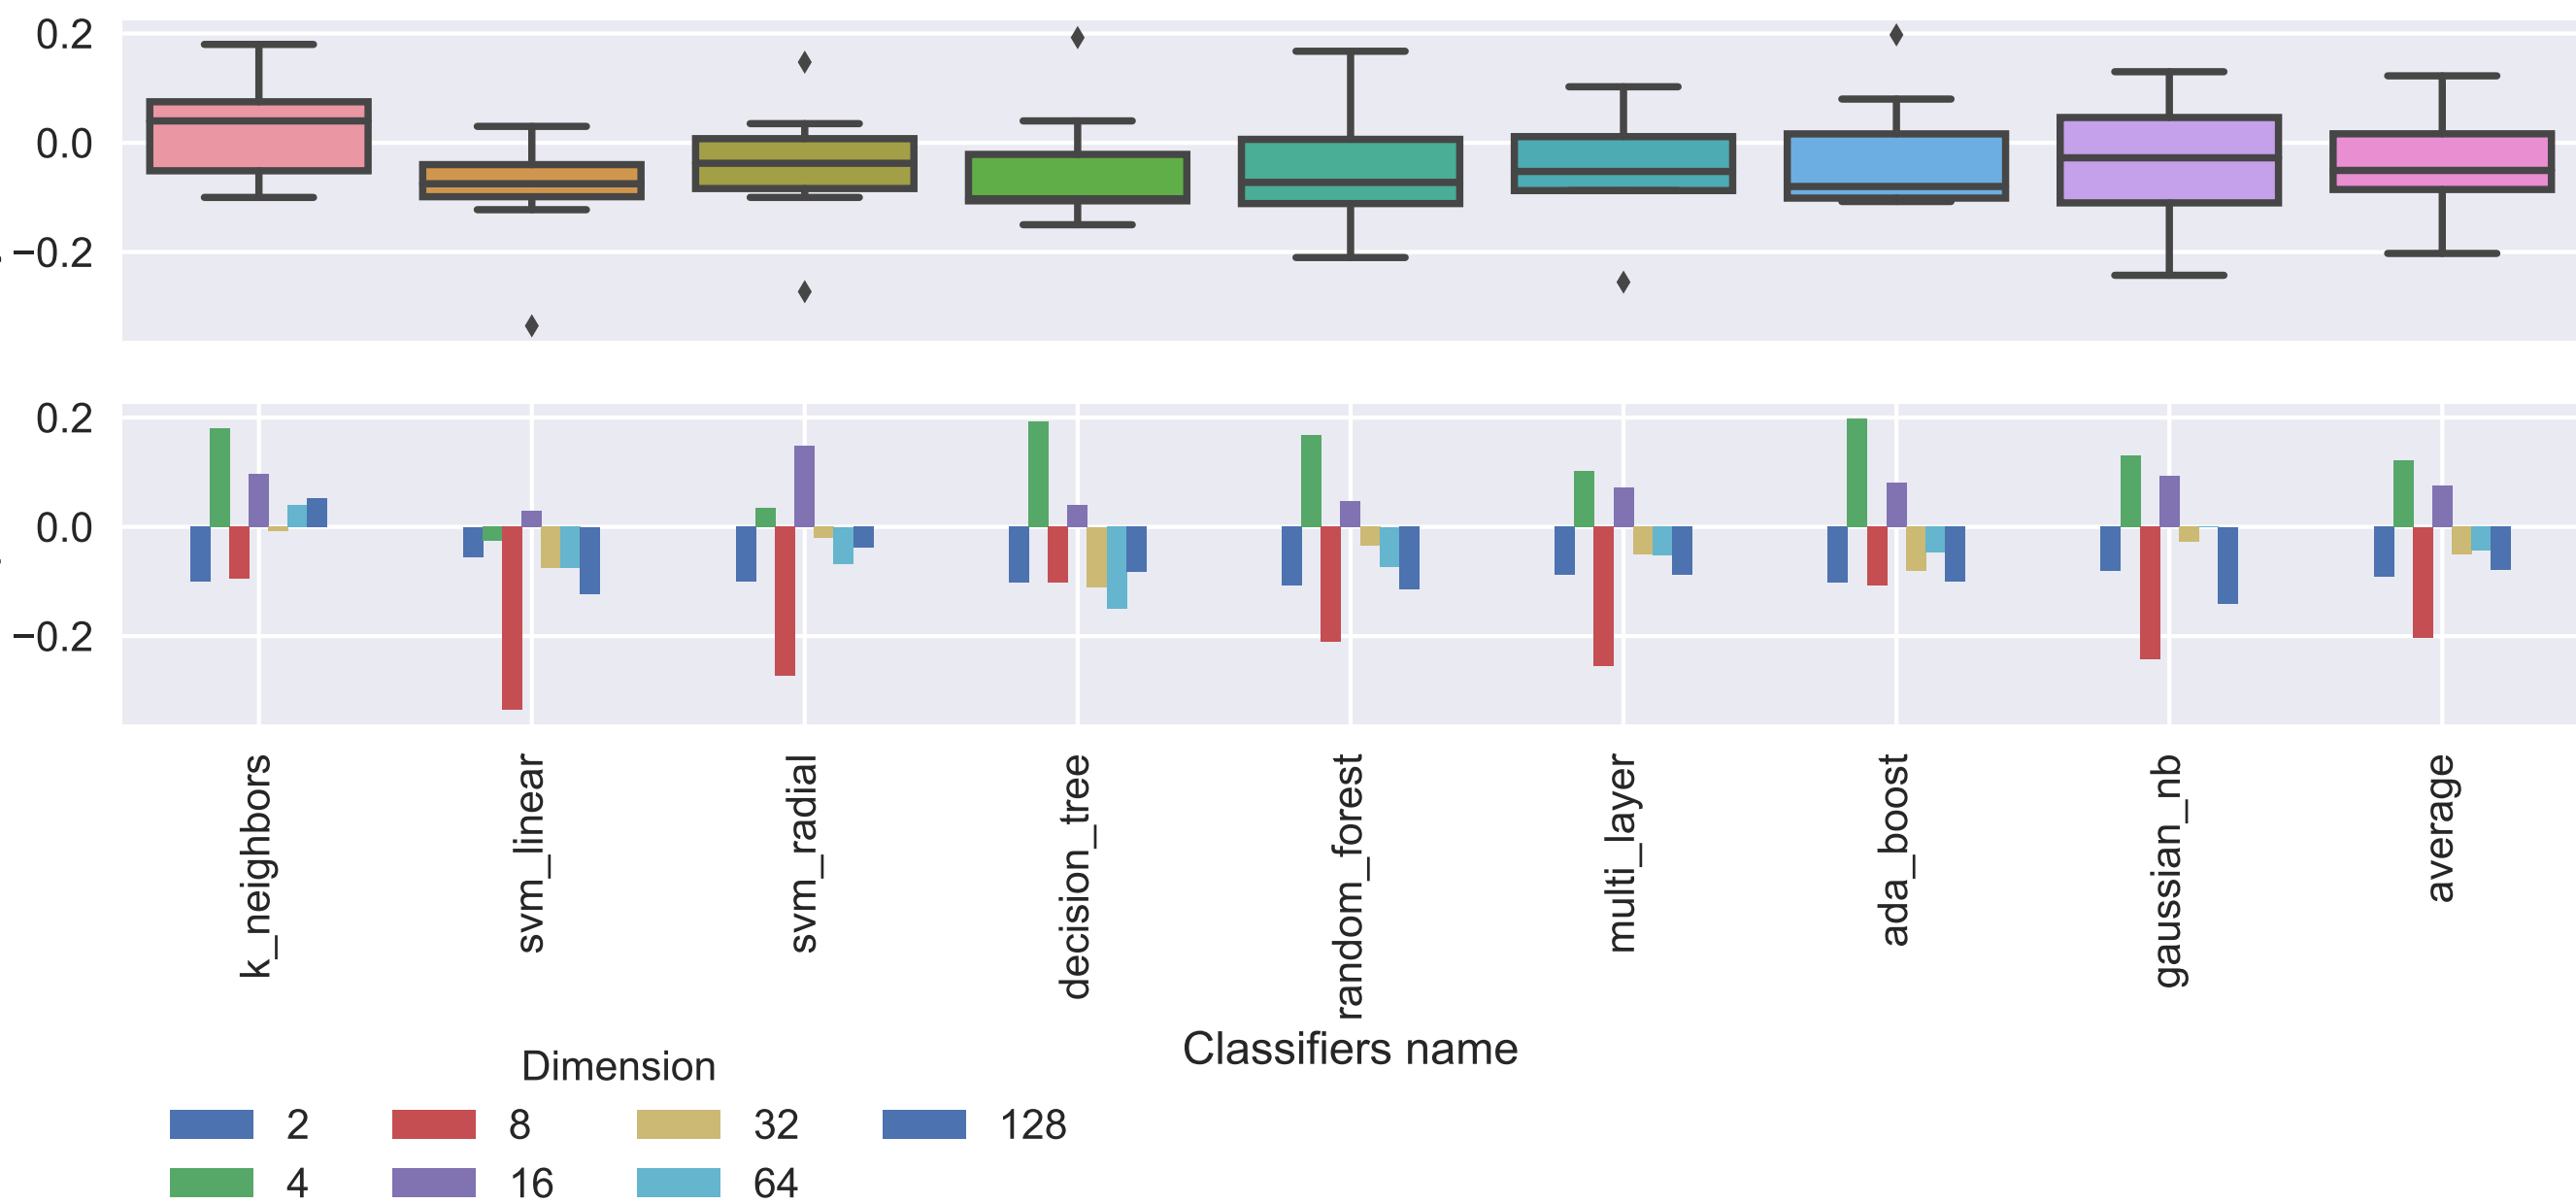 0.2
0.0
−0.2
0.2
0.0
−0.2
k_neighbors
svm_linear
svm_radial
decision_tree
random_forest
multi_layer
ada_boost
gaussian_nb
average
Classifiers name
Dimension
2 8 32 128
4 16 64